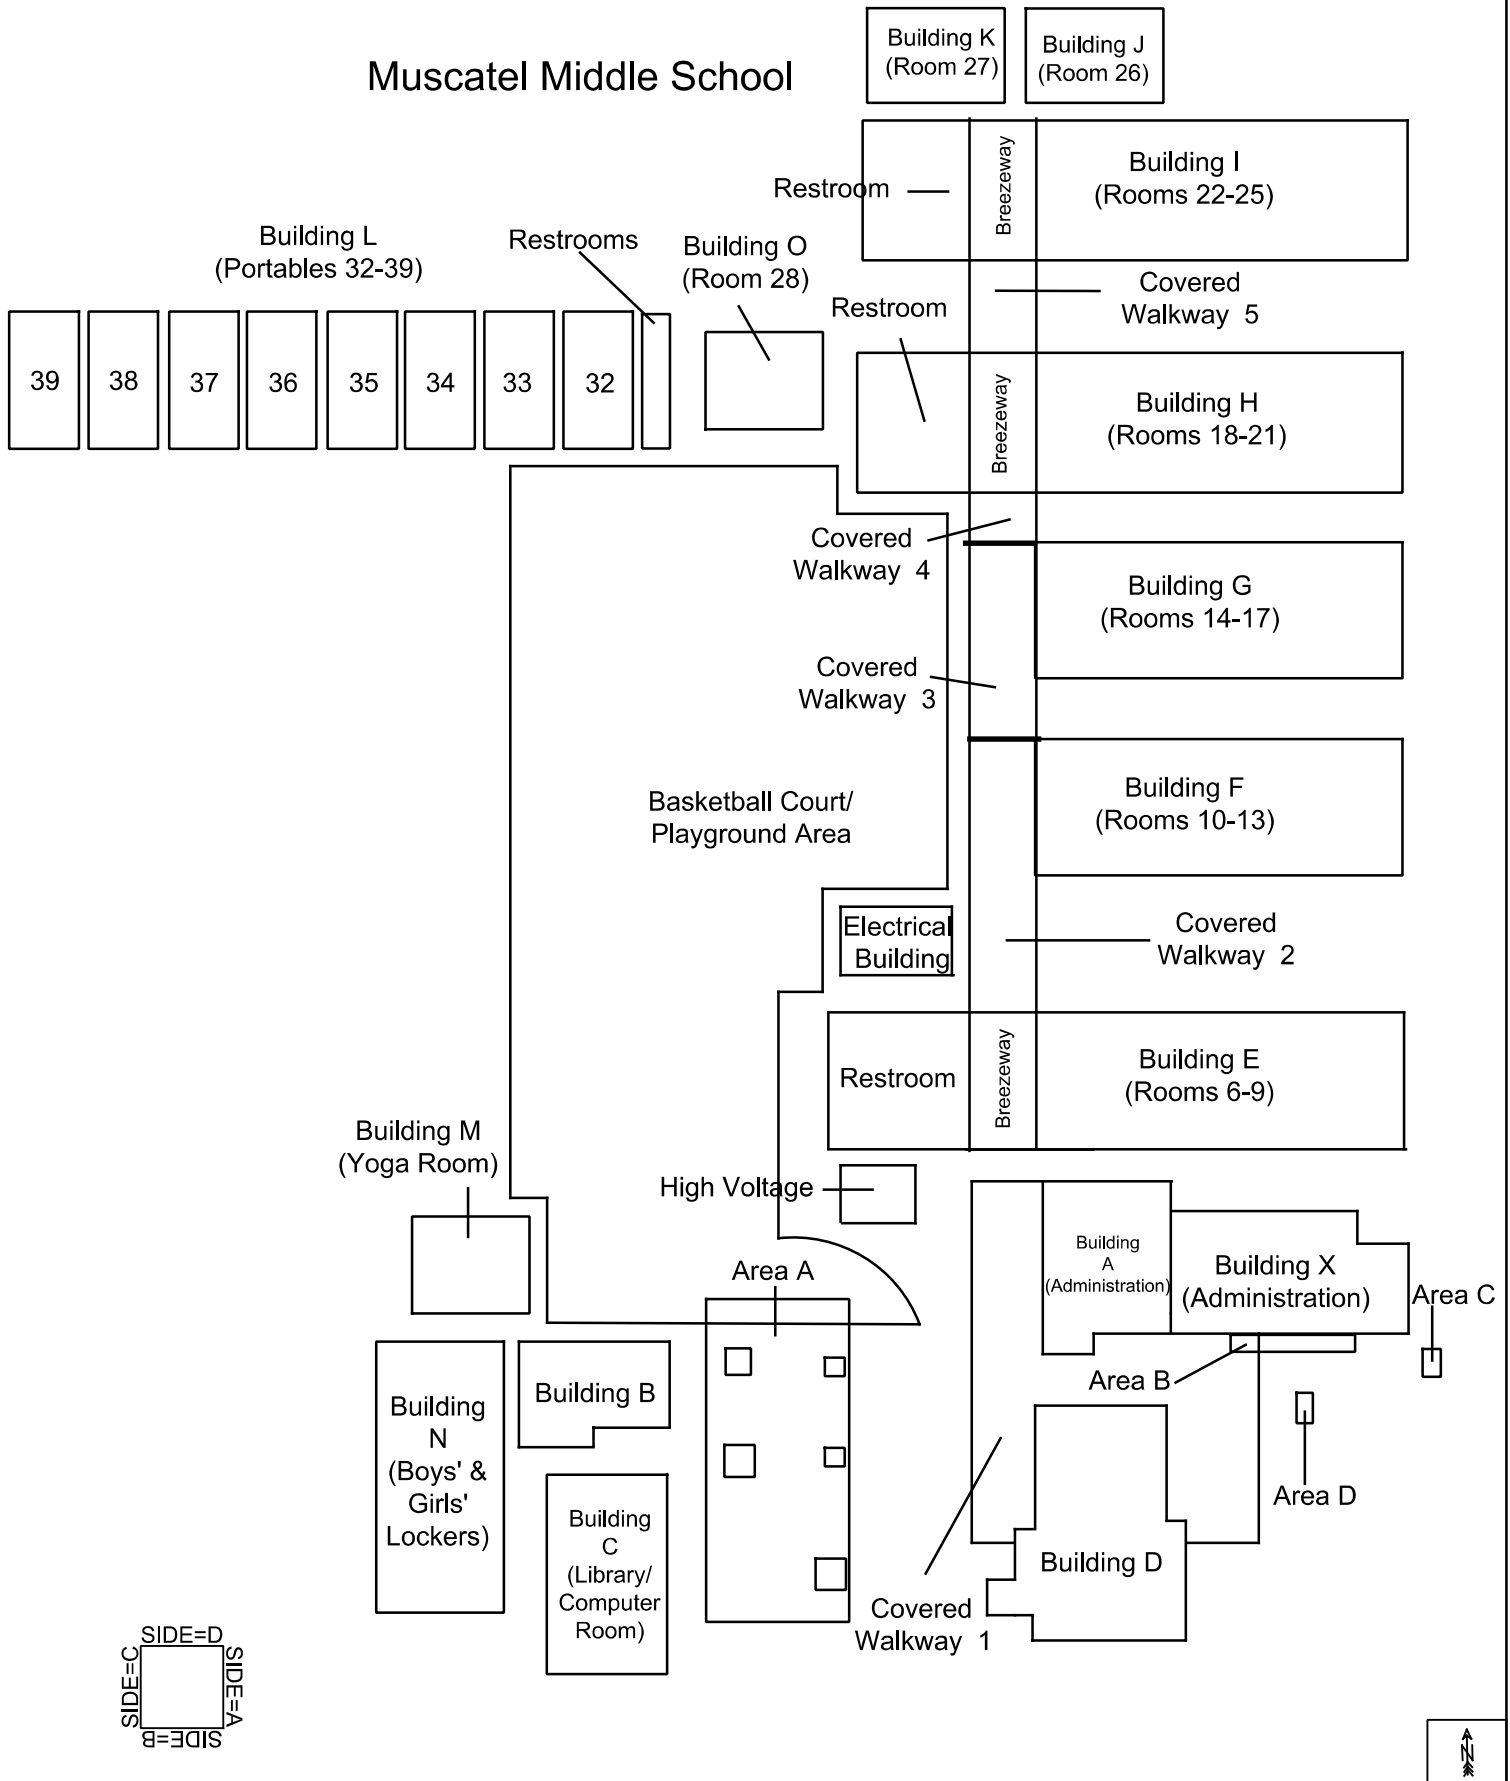 Muscatel Middle School
Building K
(Room 27)
Building J
(Room 26)
Restroom
Breezeway
Building I
(Rooms 22-25)
Building L
(Portables 32-39)
Restrooms
Building O
(Room 28)
Restroom
Covered
Walkway 5
39
38
37
36
35
34
33
32
Breezeway
Building H
(Rooms 18-21)
Covered
Walkway 4
Building G
(Rooms 14-17)
Covered
Walkway 3
Basketball Court/
Playground Area
Building F
(Rooms 10-13)
Electrical
Building
Covered
Walkway 2
Restroom
Breezeway
Building E
(Rooms 6-9)
Building M
(Yoga Room)
High Voltage
Area A
Building
A
(Administration)
Building X
(Administration)
Area C
Area B
Building
N
(Boys' &
Girls'
Lockers)
Building B
Area D
Building
C
(Library/
Computer
Room)
Building D
Covered
Walkway 1
SIDE=D
SIDE=C
SIDE=A
SIDE=B
N